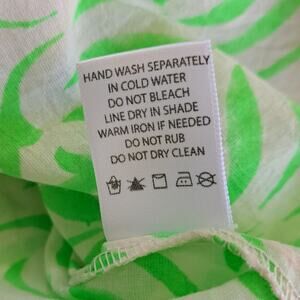 HAND WASH SEPARATELY
IN COLD WATER
DO NOT BLEACH
LINE DRY IN SHADE
WARM IRON IF NEEDED
DO NOT RUB
DO NOT DRY CLEAN